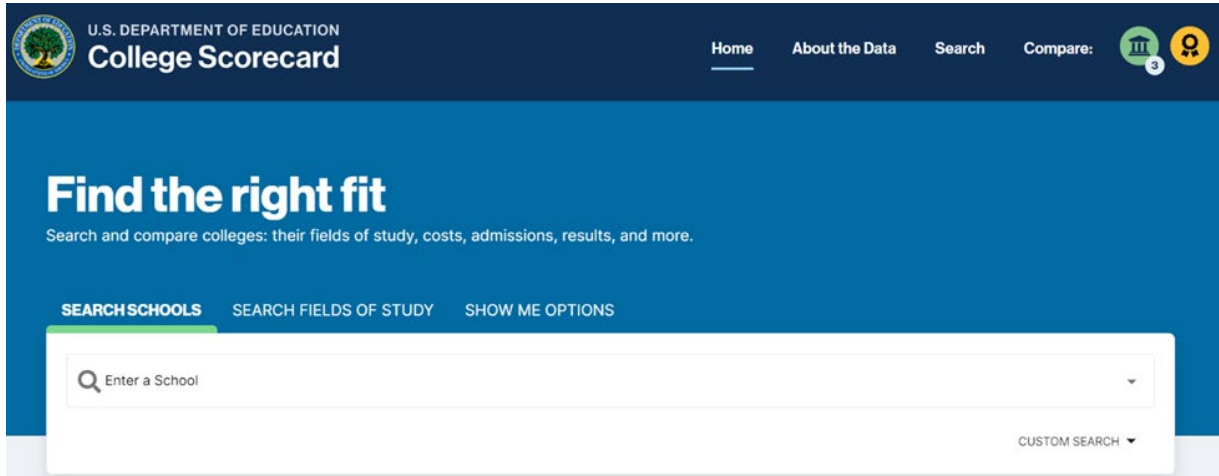 U.S. DEPARTMENT OF EDUCATION
College Scorecard
Home
About the Data
Search
Compare:
3
Find the right fit
Search and compare colleges: their fields of study, costs, admissions, results, and more.
SEARCH SCHOOLS
SEARCH FIELDS OF STUDY
SHOW ME OPTIONS
Enter a School
CUSTOM SEARCH